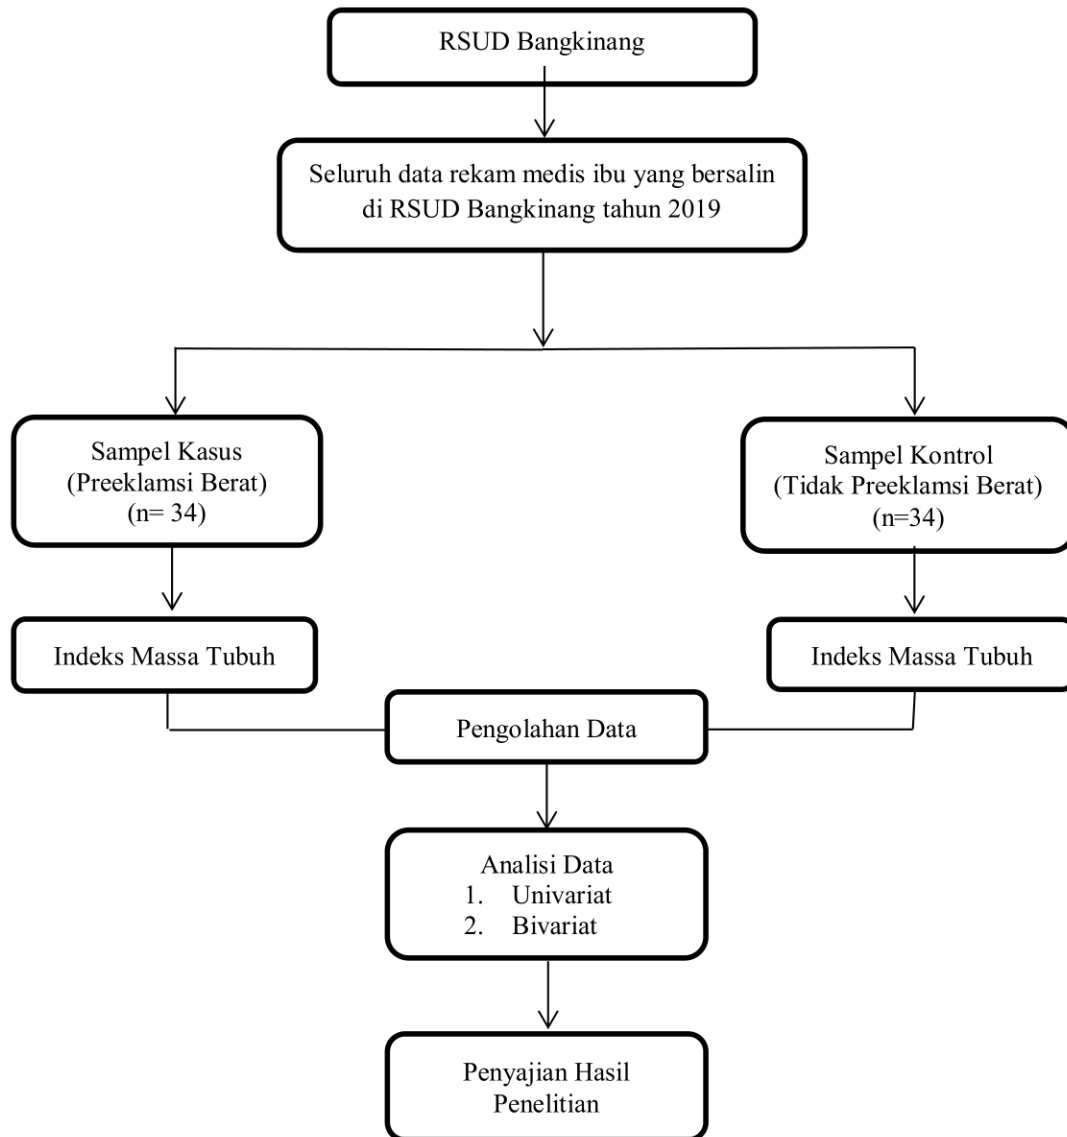 RSUD Bangkinang
Seluruh data rekam medis ibu yang bersalin
di RSUD Bangkinang tahun 2019
Sampel Kasus
(Preeklamsi Berat)
(n= 34)
Sampel Kontrol
(Tidak Preeklamsi Berat)
(n=34)
Indeks Massa Tubuh
Indeks Massa Tubuh
Pengolahan Data
Analisi Data
1. Univariat
2. Bivariat
Penyajian Hasil
Penelitian